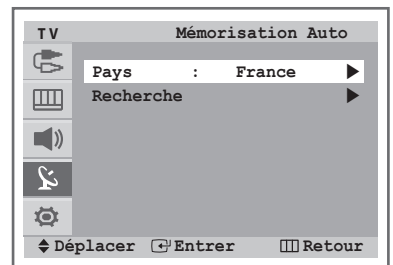 TV Mémorisation Auto
Pays : France
Recherche
Déplacer Entrer Retour